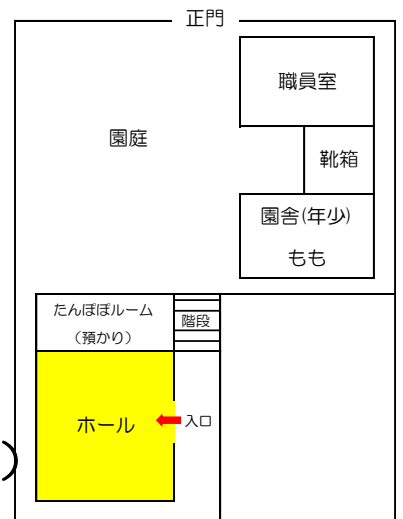 正門
職員室
園庭
靴箱
園舎(年少)
もも
たんぽぽルーム
(預かり)
階段
ホール
入口